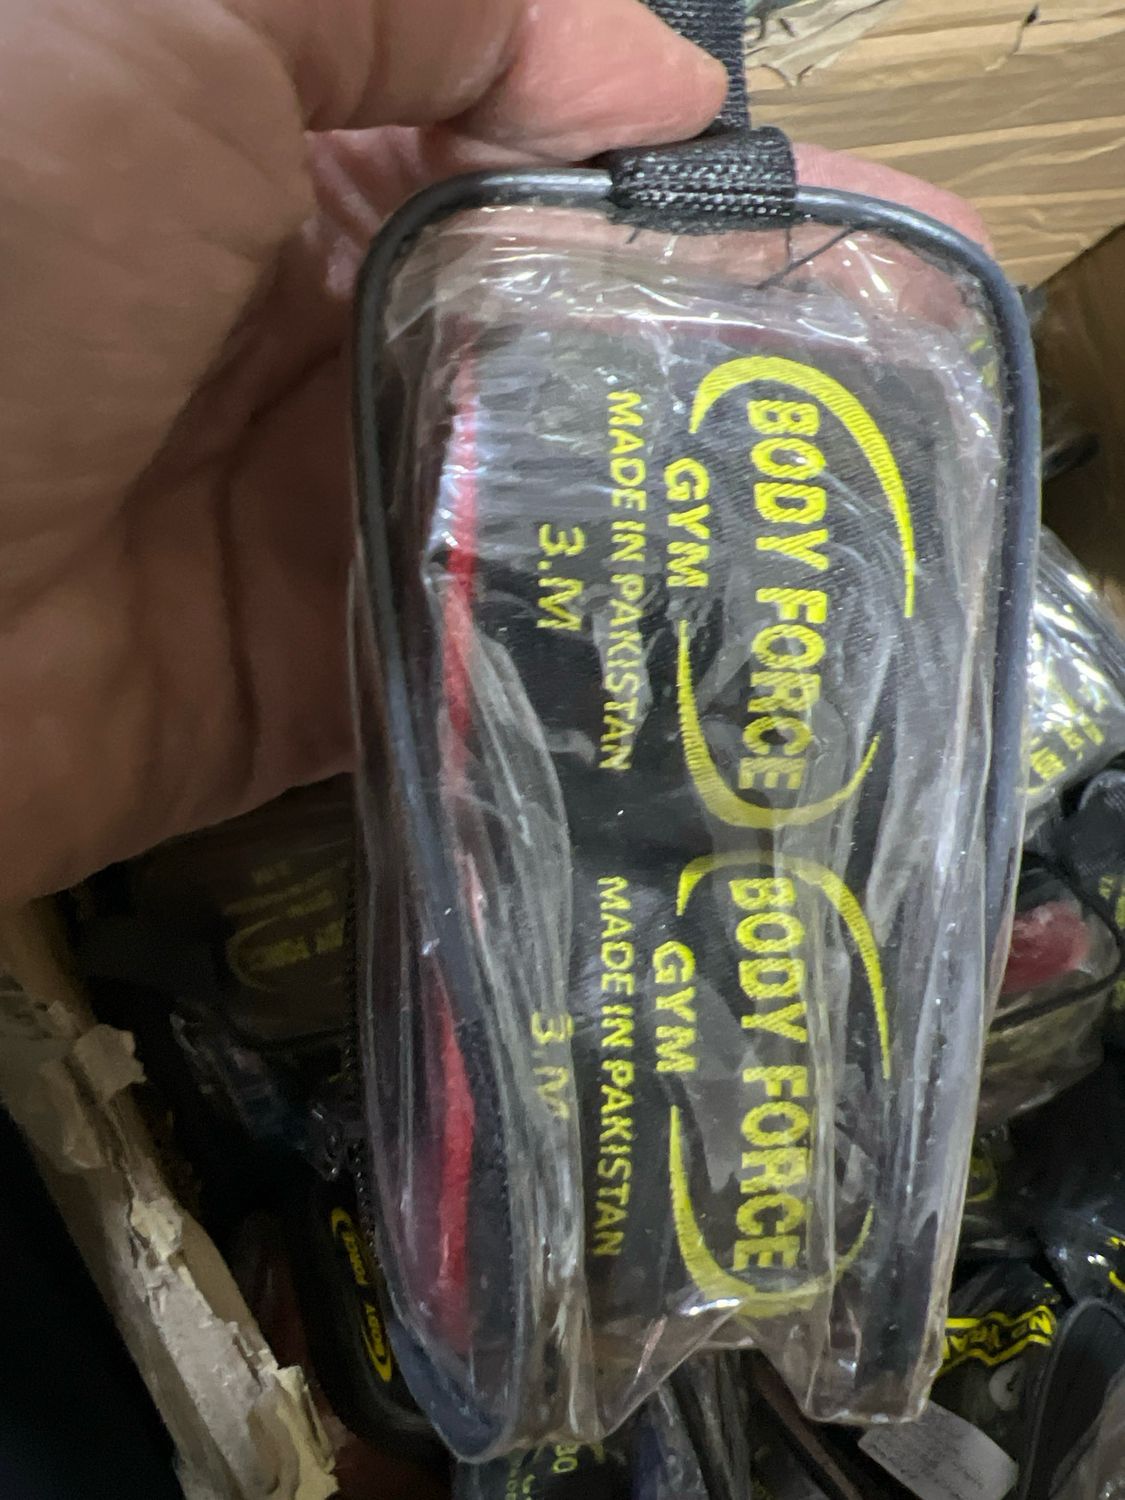 BODY FORCE
GYM
MADE IN PAKISTAN
3.M
BODY FORCE
GYM
MADE IN PAKISTAN
3.M